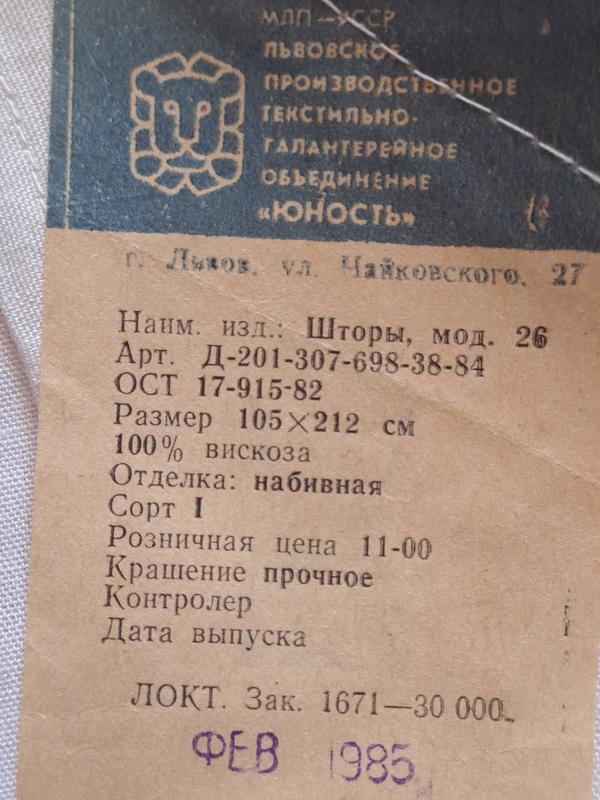 МЛП—УССР
ЛЬВОВСКОЕ
ПРОИЗВОДСТВЕННОЕ
ТЕКСТИЛЬНО-
ГАЛАНТЕРЕЙНОЕ
ОБЪЕДИНЕНИЕ
«ЮНОСТЬ»
г. Львов, ул. Чайковского, 27
Наим. изд.: Шторы, мод. 26
Арт. Д-201-307-698-38-84
ОСТ 17-915-82
Размер 105×212 см
100% вискоза
Отделка: набивная
Сорт I
Розничная цена 11-00
Крашение прочное
Контролер
Дата выпуска
ЛОКТ. Зак. 1671—30 000.
ФЕВ 1985